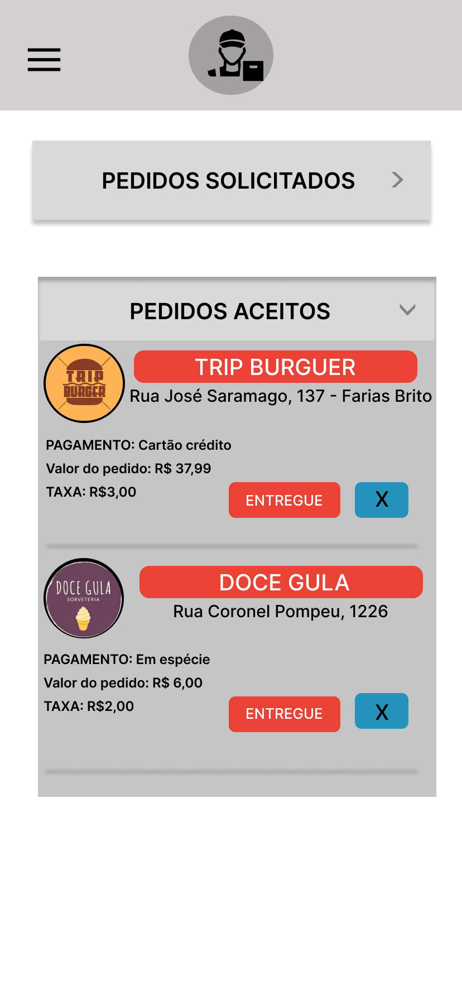 PEDIDOS SOLICITADOS
PEDIDOS ACEITOS
TRIP
BURGER
TRIP BURGUER
Rua José Saramago, 137 - Farias Brito
PAGAMENTO: Cartão crédito
Valor do pedido: R$ 37,99
TAXA: R$3,00
ENTREGUE
X
DOCE GULA
SORVETERIA
DOCE GULA
Rua Coronel Pompeu, 1226
PAGAMENTO: Em espécie
Valor do pedido: R$ 6,00
TAXA: R$2,00
ENTREGUE
X